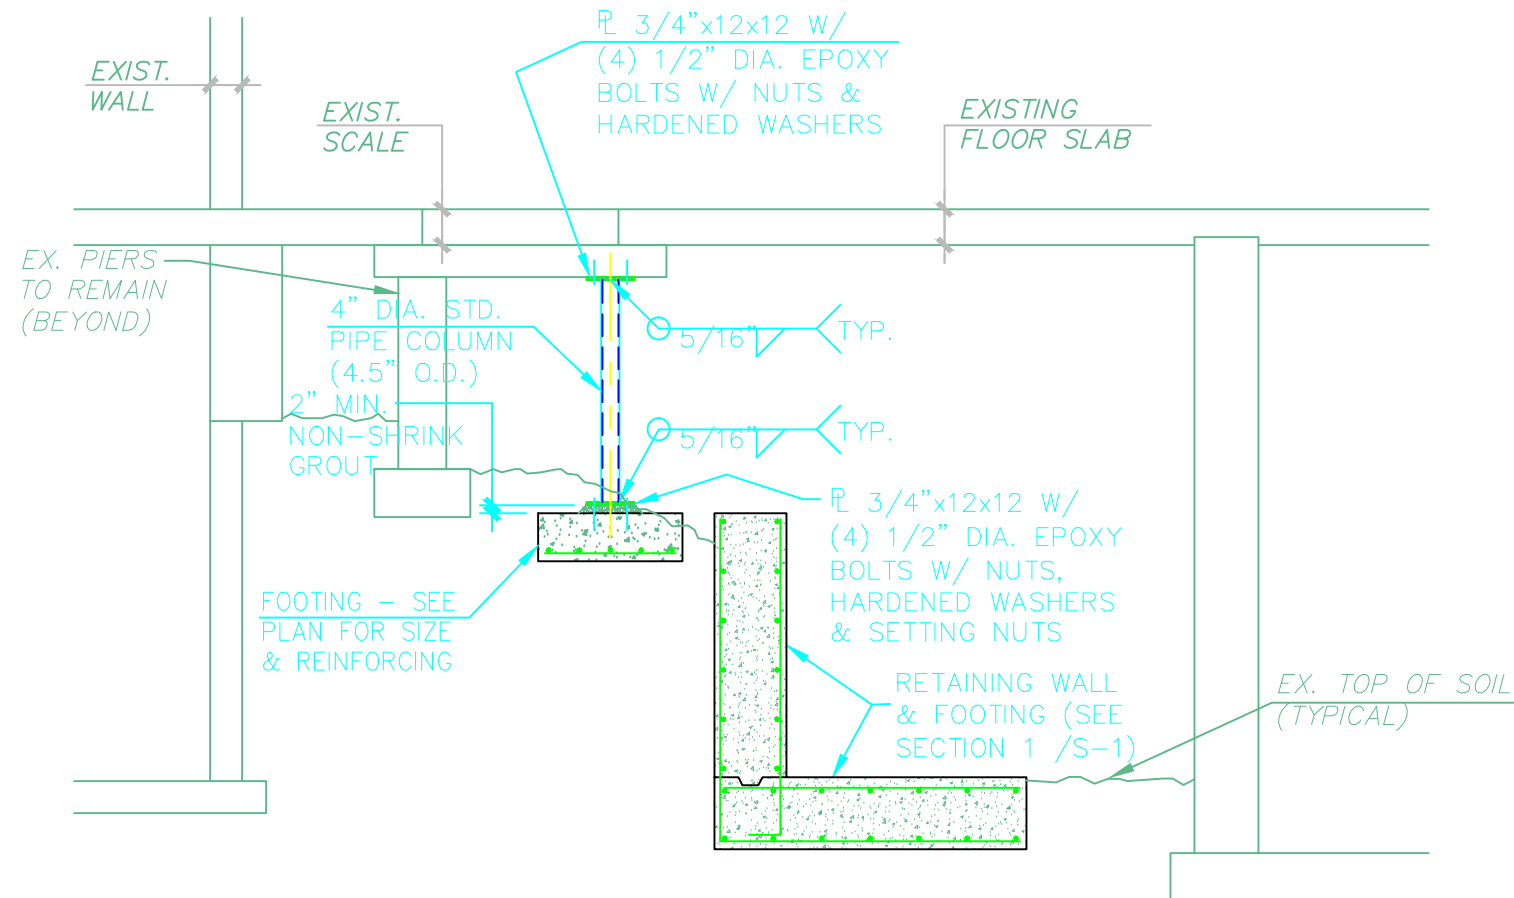 ℄ 3/4"x12x12 W/
(4) 1/2" DIA. EPOXY
BOLTS W/ NUTS &
HARDENED WASHERS
EXIST.
WALL
EXIST.
SCALE
EXISTING
FLOOR SLAB
EX. PIERS
TO REMAIN
(BEYOND)
4" DIA. STD.
PIPE COLUMN
(4.5" O.D.)
2" MIN.
NON-SHRINK
GROUT
5/16"
TYP.
5/16"
TYP.
℄ 3/4"x12x12 W/
(4) 1/2" DIA. EPOXY
BOLTS W/ NUTS,
HARDENED WASHERS
& SETTING NUTS
FOOTING - SEE
PLAN FOR SIZE
& REINFORCING
RETAINING WALL
& FOOTING (SEE
SECTION 1 /S-1)
EX. TOP OF SOIL
(TYPICAL)